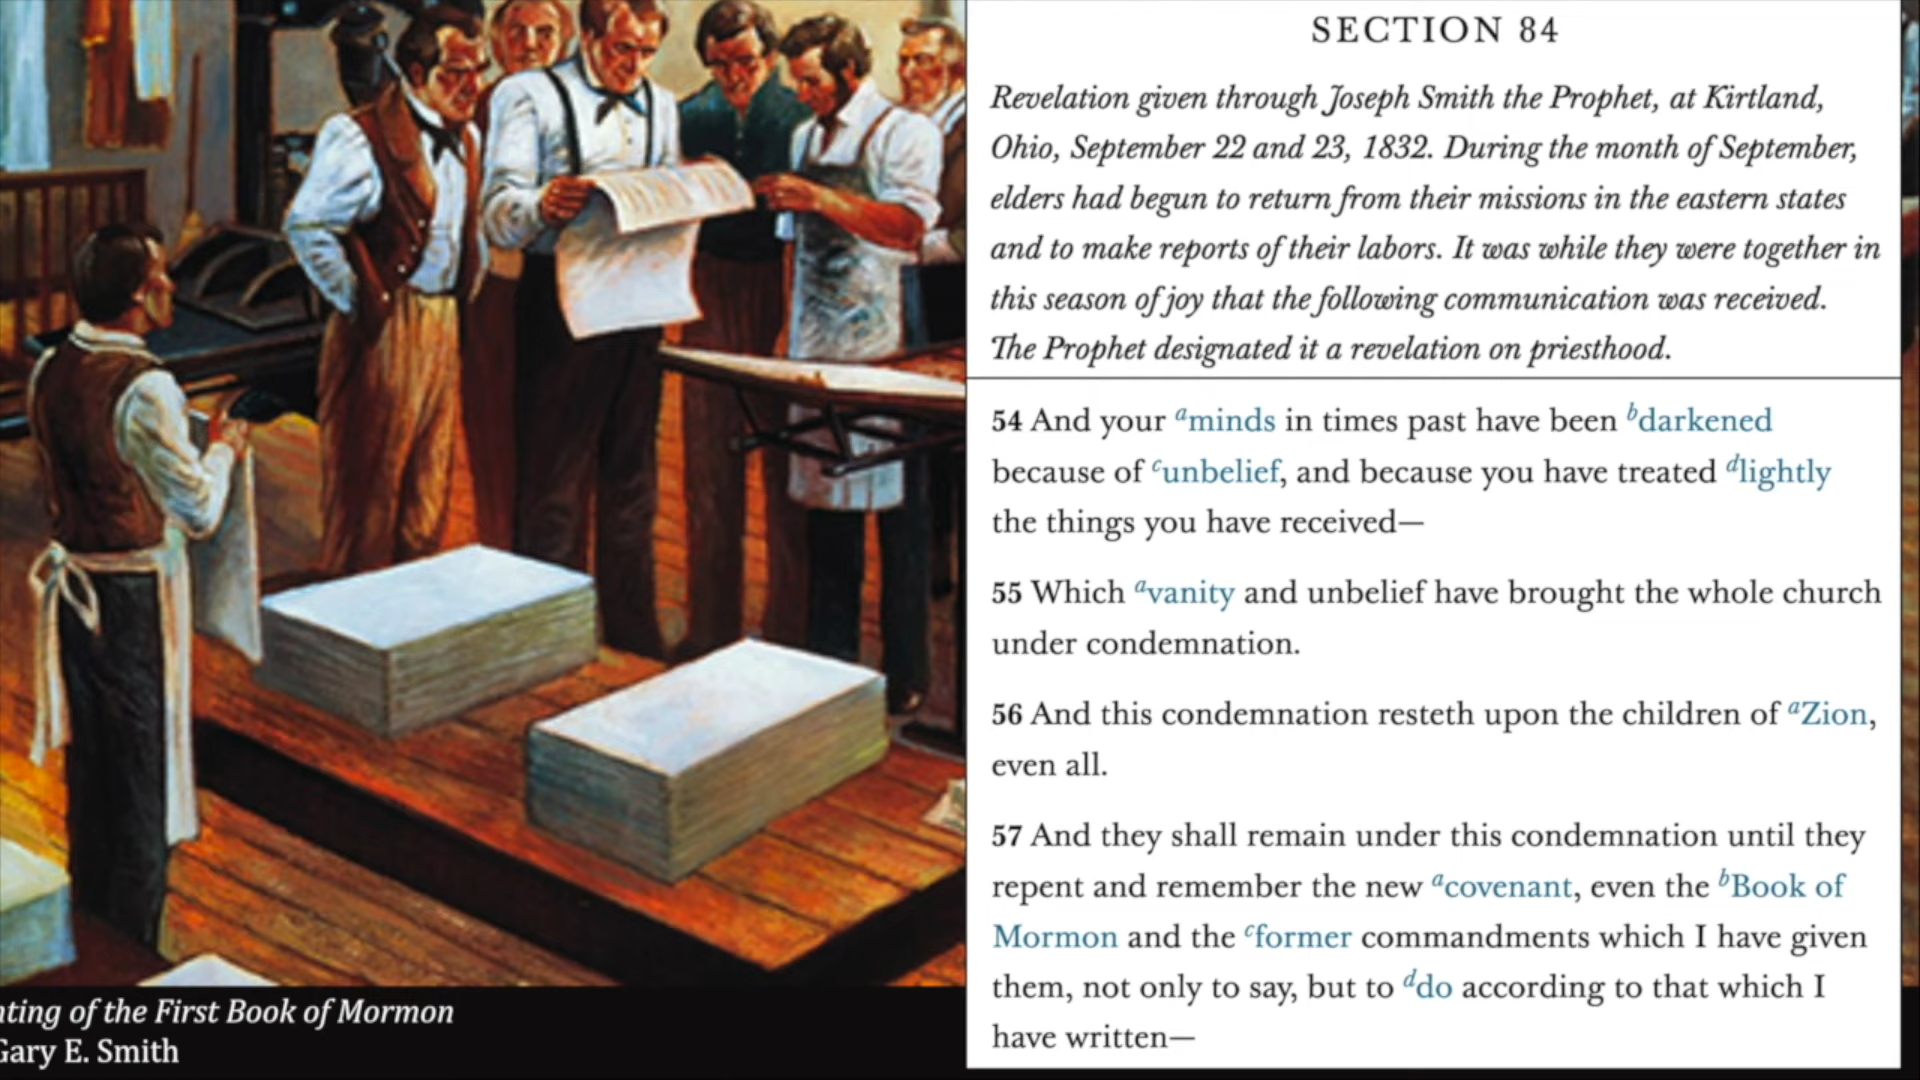 SECTION 84
Revelation given through Joseph Smith the Prophet, at Kirtland,
Ohio, September 22 and 23, 1832. During the month of September,
elders had begun to return from their missions in the eastern states
and to make reports of their labors. It was while they were together in
this season of joy that the following communication was received.
The Prophet designated it a revelation on priesthood.
54 And your aminds in times past have been bdarkened
because of cunbelief, and because you have treated dlightly
the things you have received—
55 Which avanity and unbelief have brought the whole church
under condemnation.
56 And this condemnation resteth upon the children of aZion,
even all.
57 And they shall remain under this condemnation until they
repent and remember the new acovenant, even the bBook of
Mormon and the cformer commandments which I have given
them, not only to say, but to ddo according to that which I
have written—
nting of the First Book of Mormon
Gary E. Smith